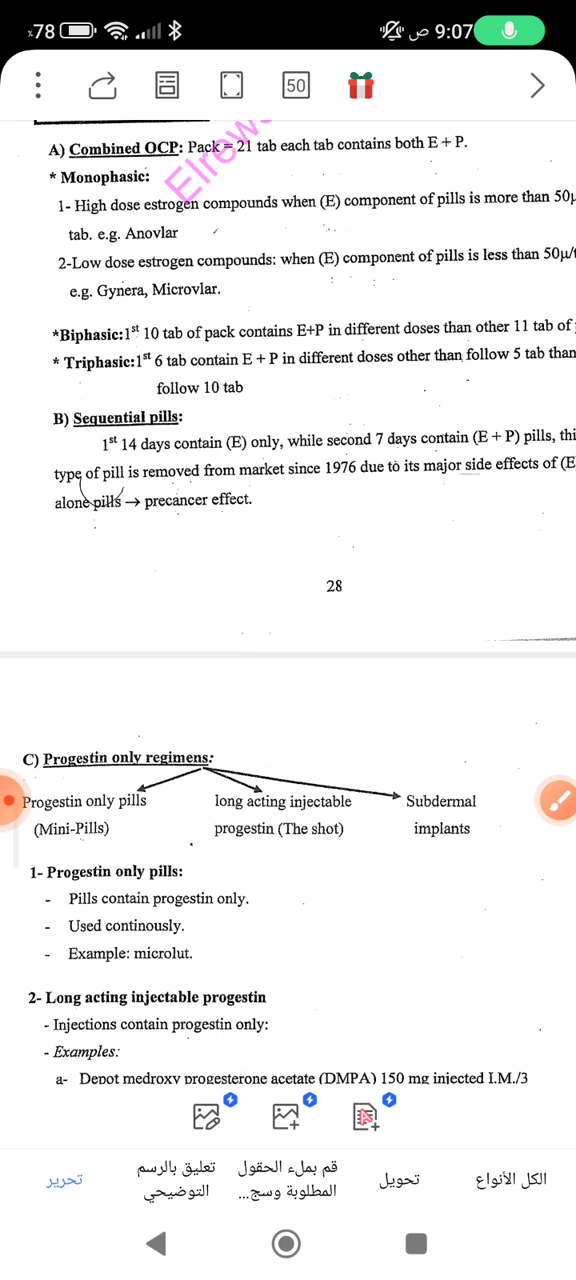 %78
9:07 ص
50
Elrew
A) Combined OCP: Pack = 21 tab each tab contains both E + P.
* Monophasic:
1- High dose estrogen compounds when (E) component of pills is more than 50μ
tab. e.g. Anovlar
2-Low dose estrogen compounds: when (E) component of pills is less than 50μ/
e.g. Gynera, Microvlar.
*Biphasic:1st 10 tab of pack contains E+P in different doses than other 11 tab of
* Triphasic:1st 6 tab contain E + P in different doses other than follow 5 tab than
follow 10 tab
B) Sequential pills:
1st 14 days contain (E) only, while second 7 days contain (E + P) pills, thi
type of pill is removed from market since 1976 due to its major side effects of (E
alone pills → precancer effect.
28
C) Progestin only regimens:
Progestin only pills long acting injectable Subdermal
(Mini-Pills) progestin (The shot) implants
1- Progestin only pills:
- Pills contain progestin only.
- Used continously.
- Example: microlut.
2- Long acting injectable progestin
- Injections contain progestin only:
- Examples:
a- Depot medroxy progesterone acetate (DMPA) 150 mg injected I.M./3
الكل الأنواع
تحويل
قم بملء الحقول
المطلوبة وسج...
تعليق بالرسم
التوضيحي
تحرير